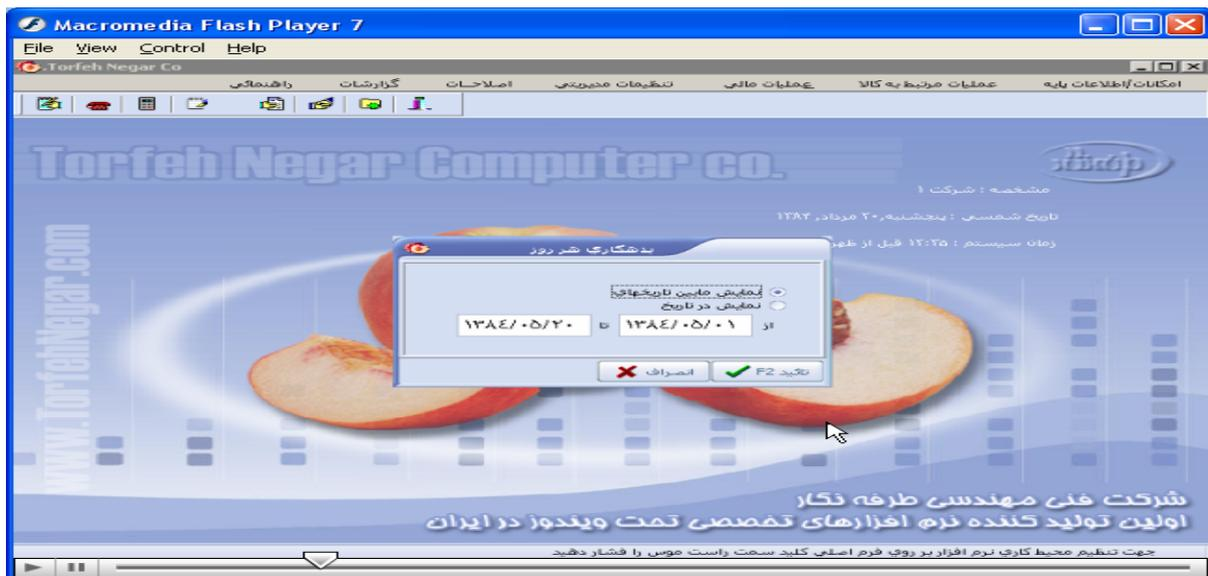 Macromedia Flash Player 7
File View Control Help
.Torfeh Negar Co
امکانات/اطلاعات پایه عملیات مرتبط به کالا عملیات مالی تنظیمات مدیریتی اصلاحات گزارشات راهنمائی
Torfeh Negar Computer co.
مشخصه : شرکت ۱
تاریخ شمسی : پنجشنبه, ۲۰ مرداد, ۱۳۸۴
زمان سیستم : ۱۲:۲۵ قبل از ظهر
www.TorfehNegar.com
بدهکاری هر روز
نمایش مابین تاریخهای
نمایش در تاریخ
از ۱۳۸۴/۰۵/۰۱ تا ۱۳۸۴/۰۵/۲۰
تائید F2 انصراف
شرکت فنی مهندسی طرفه نگار
اولین تولید کننده نرم افزارهای تخصصی تحت ویندوز در ایران
جهت تنظیم محیط کاری نرم افزار بر روی فرم اصلی کلید سمت راست موس را فشار دهید